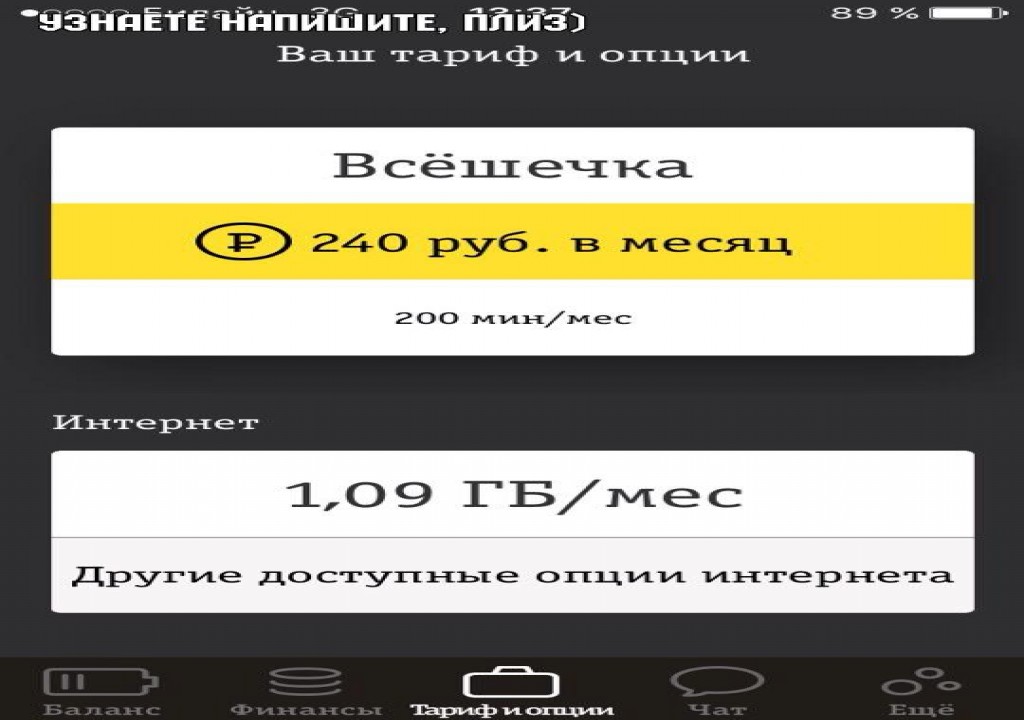 УЗНАЕТЕ НАПИШИТЕ, ПЛИЗ)
89 %
Ваш тариф и опции
Всёшечка
₽ 240 руб. в месяц
200 мин/мес
Интернет
1,09 ГБ/мес
Другие доступные опции интернета
Баланс Финансы Тариф и опции Чат Ещё